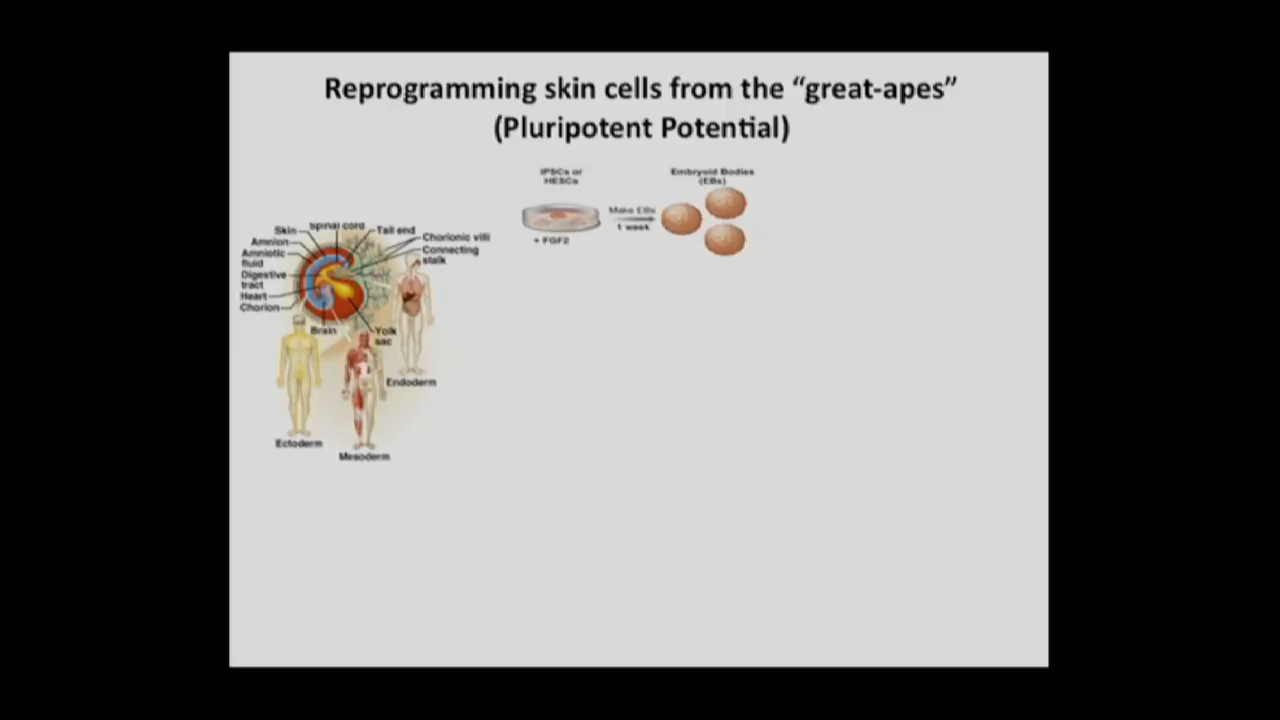 Reprogramming skin cells from the “great-apes”
(Pluripotent Potential)
iPSCs or
HESCs
+ FGF2
Make EBs
1 week
Embryoid Bodies
(EBs)
Skin
Spinal cord
Tail end
Amnion
Amniotic
fluid
Digestive
tract
Heart
Chorion
Chorionic villi
Connecting
stalk
Brain
Yolk
sac
Endoderm
Ectoderm
Mesoderm